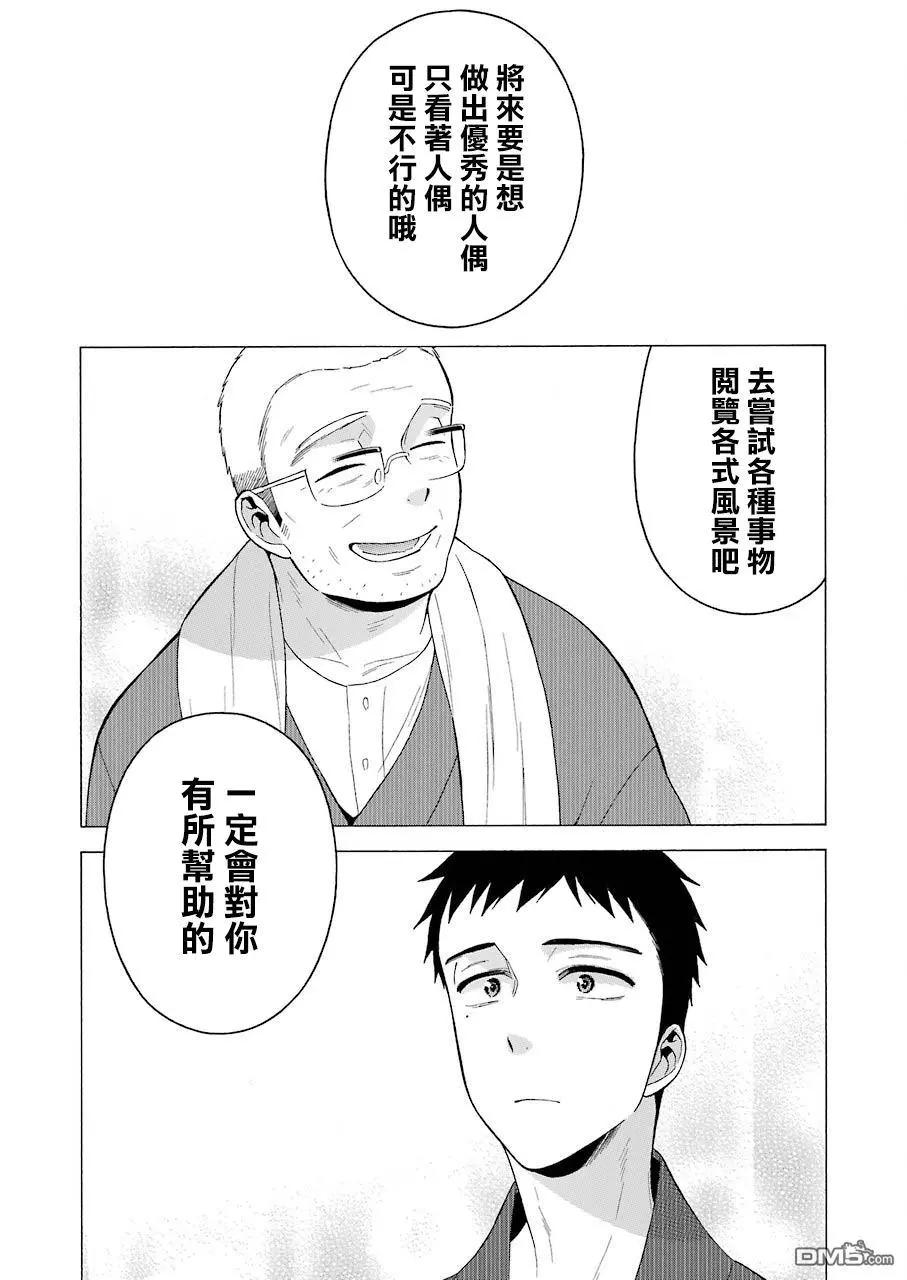 將來要是想
做出優秀的人偶
只看著人偶
可是不行的哦
去嘗試各種事物
閱覽各式風景吧
一定會對你
有所幫助的
DM5.com